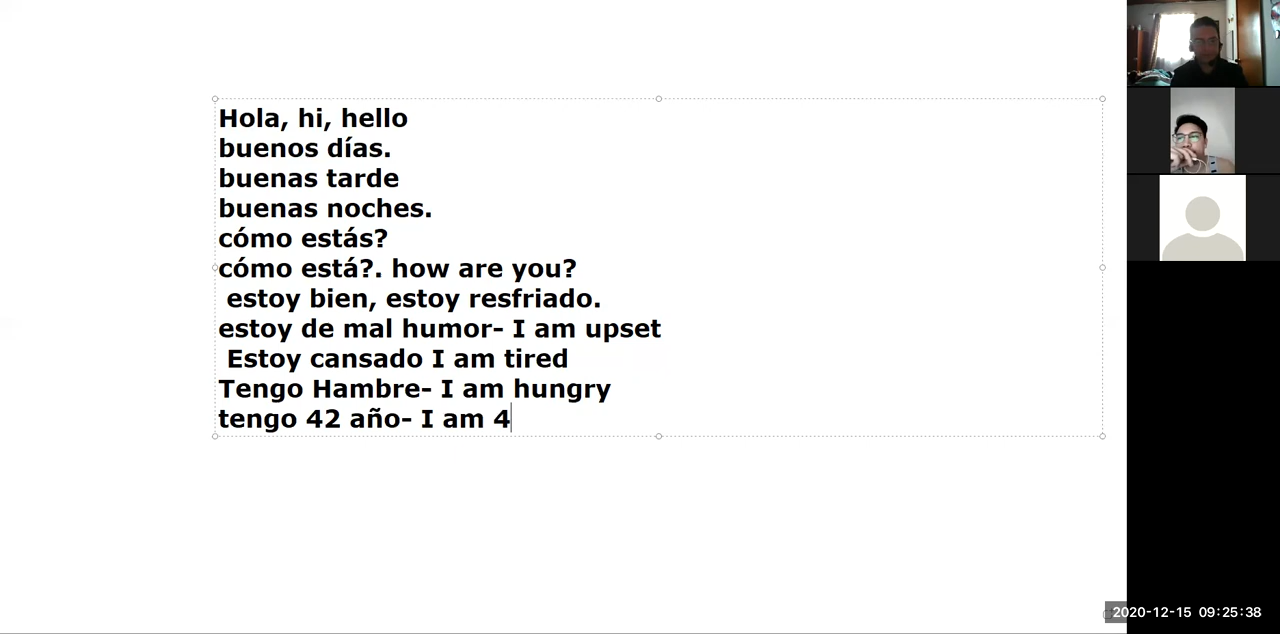 Hola, hi, hello
buenos días.
buenas tarde
buenas noches.
cómo estás?
cómo está?. how are you?
estoy bien, estoy resfriado.
estoy de mal humor- I am upset
Estoy cansado I am tired
Tengo Hambre- I am hungry
tengo 42 año- I am 4
2020-12-15 09:25:38